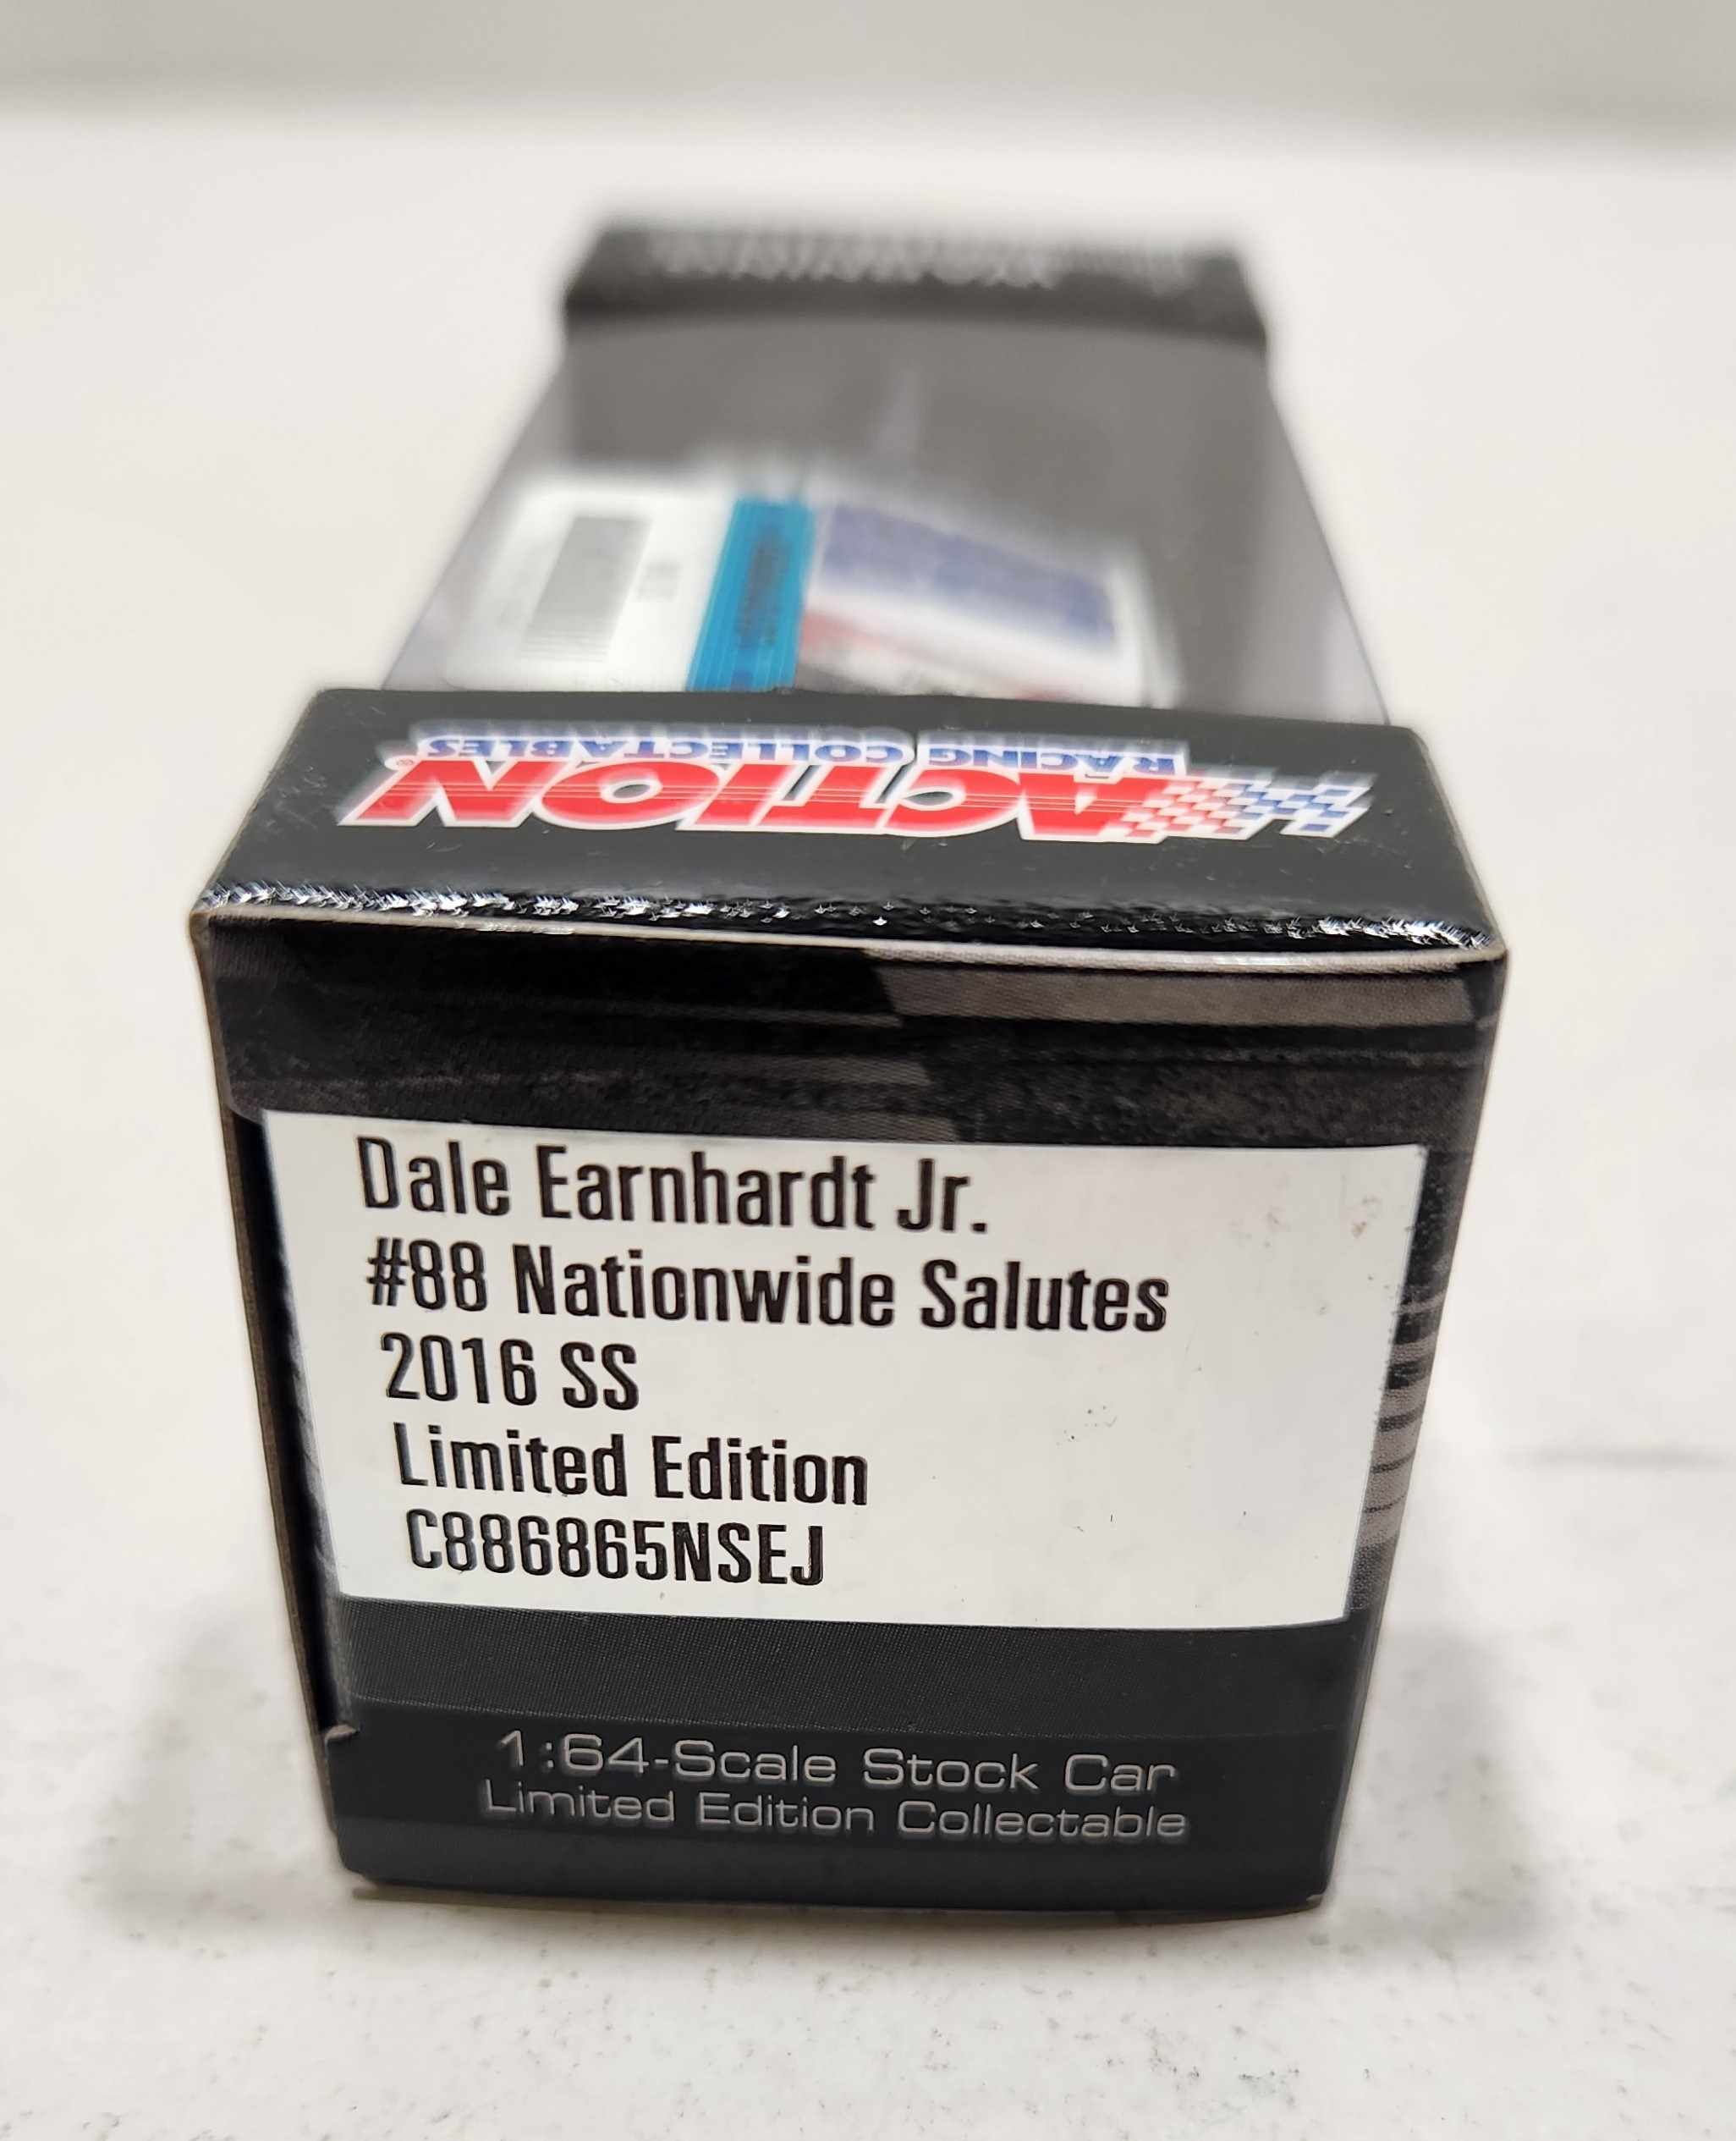 ACTION®
RACING COLLECTABLES
Dale Earnhardt Jr.
#88 Nationwide Salutes
2016 SS
Limited Edition
C886865NSEJ
1:64-Scale Stock Car
Limited Edition Collectable